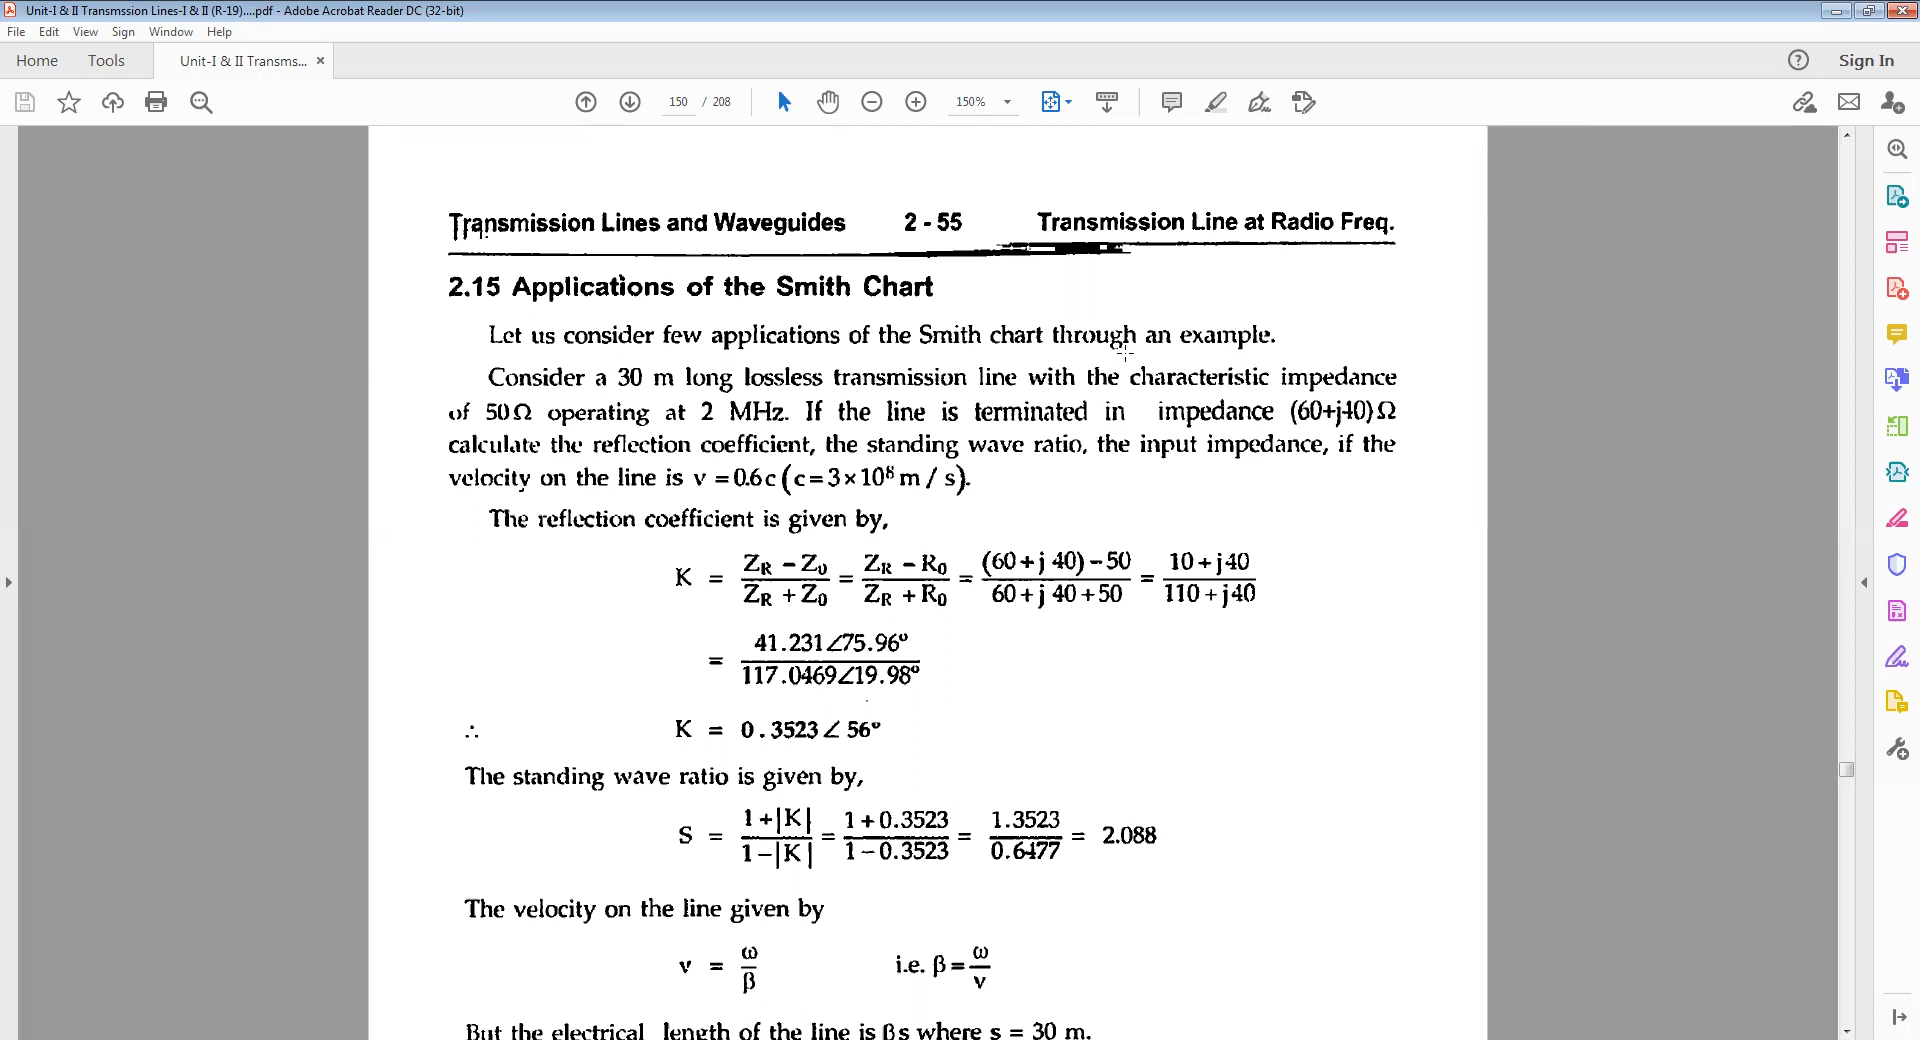 Unit-I & II Transmssion Lines-I & II (R-19)....pdf - Adobe Acrobat Reader DC (32-bit)
File Edit View Sign Window Help
Home Tools Unit-I & II Transms... × Sign In
150 / 208 150%
Transmission Lines and Waveguides 2 - 55 Transmission Line at Radio Freq.
2.15 Applications of the Smith Chart
Let us consider few applications of the Smith chart through an example.
Consider a 30 m long lossless transmission line with the characteristic impedance
of 50Ω operating at 2 MHz. If the line is terminated in impedance (60+j40)Ω
calculate the reflection coefficient, the standing wave ratio, the input impedance, if the
velocity on the line is v = 0.6c (c = 3×10⁸ m / s).
The reflection coefficient is given by,
K = (Z_R − Z_0)/(Z_R + Z_0) = (Z_R − R_0)/(Z_R + R_0) = ((60 + j 40) − 50)/(60 + j 40 + 50) = (10 + j40)/(110 + j40)
= 41.231∠75.96°/117.0469∠19.98°
∴ K = 0.3523∠ 56°
The standing wave ratio is given by,
S = (1 +|K|)/(1 −|K|) = (1 + 0.3523)/(1 − 0.3523) = 1.3523/0.6477 = 2.088
The velocity on the line given by
v = ω/β i.e. β = ω/v
But the electrical length of the line is βs where s = 30 m.